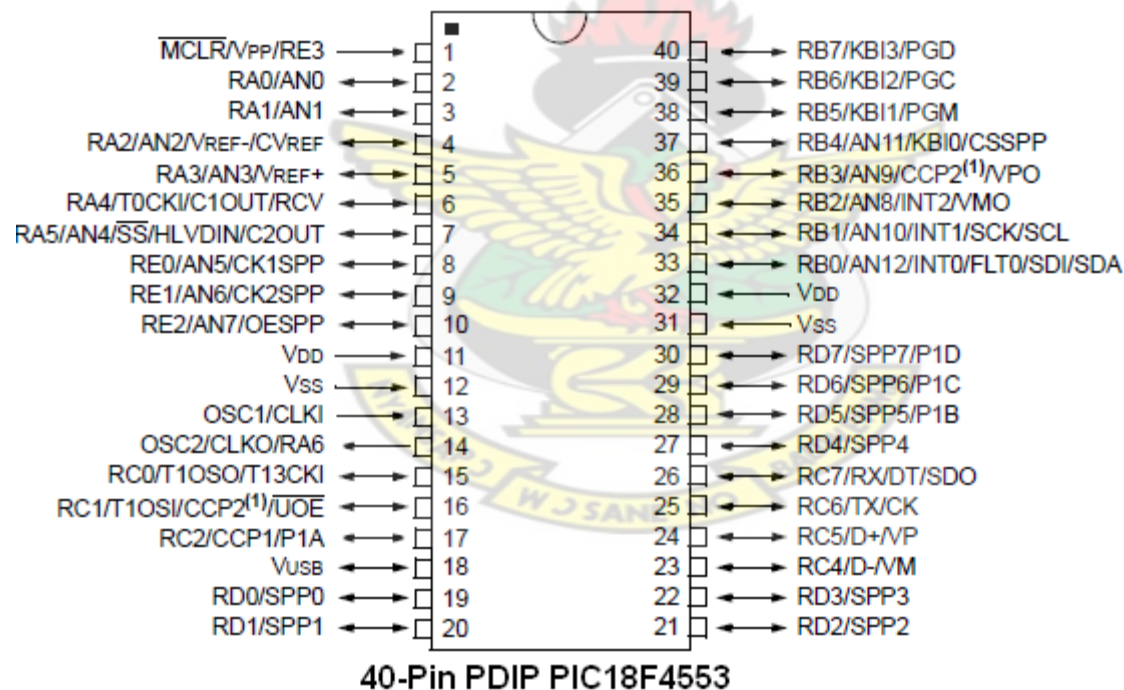 MCLR/VPP/RE3 1 40 RB7/KBI3/PGD
RA0/AN0 2 39 RB6/KBI2/PGC
RA1/AN1 3 38 RB5/KBI1/PGM
RA2/AN2/VREF-/CVREF 4 37 RB4/AN11/KBI0/CSSPP
RA3/AN3/VREF+ 5 36 RB3/AN9/CCP2(1)/VPO
RA4/T0CKI/C1OUT/RCV 6 35 RB2/AN8/INT2/VMO
RA5/AN4/SS/HLVDIN/C2OUT 7 34 RB1/AN10/INT1/SCK/SCL
RE0/AN5/CK1SPP 8 33 RB0/AN12/INT0/FLT0/SDI/SDA
RE1/AN6/CK2SPP 9 32 VDD
RE2/AN7/OESPP 10 31 VSS
VDD 11 30 RD7/SPP7/P1D
VSS 12 29 RD6/SPP6/P1C
OSC1/CLKI 13 28 RD5/SPP5/P1B
OSC2/CLKO/RA6 14 27 RD4/SPP4
RC0/T1OSO/T13CKI 15 26 RC7/RX/DT/SDO
RC1/T1OSI/CCP2(1)/UOE 16 25 RC6/TX/CK
RC2/CCP1/P1A 17 24 RC5/D+/VP
VUSB 18 23 RC4/D-/VM
RD0/SPP0 19 22 RD3/SPP3
RD1/SPP1 20 21 RD2/SPP2
W J SANE NO
40-Pin PDIP PIC18F4553